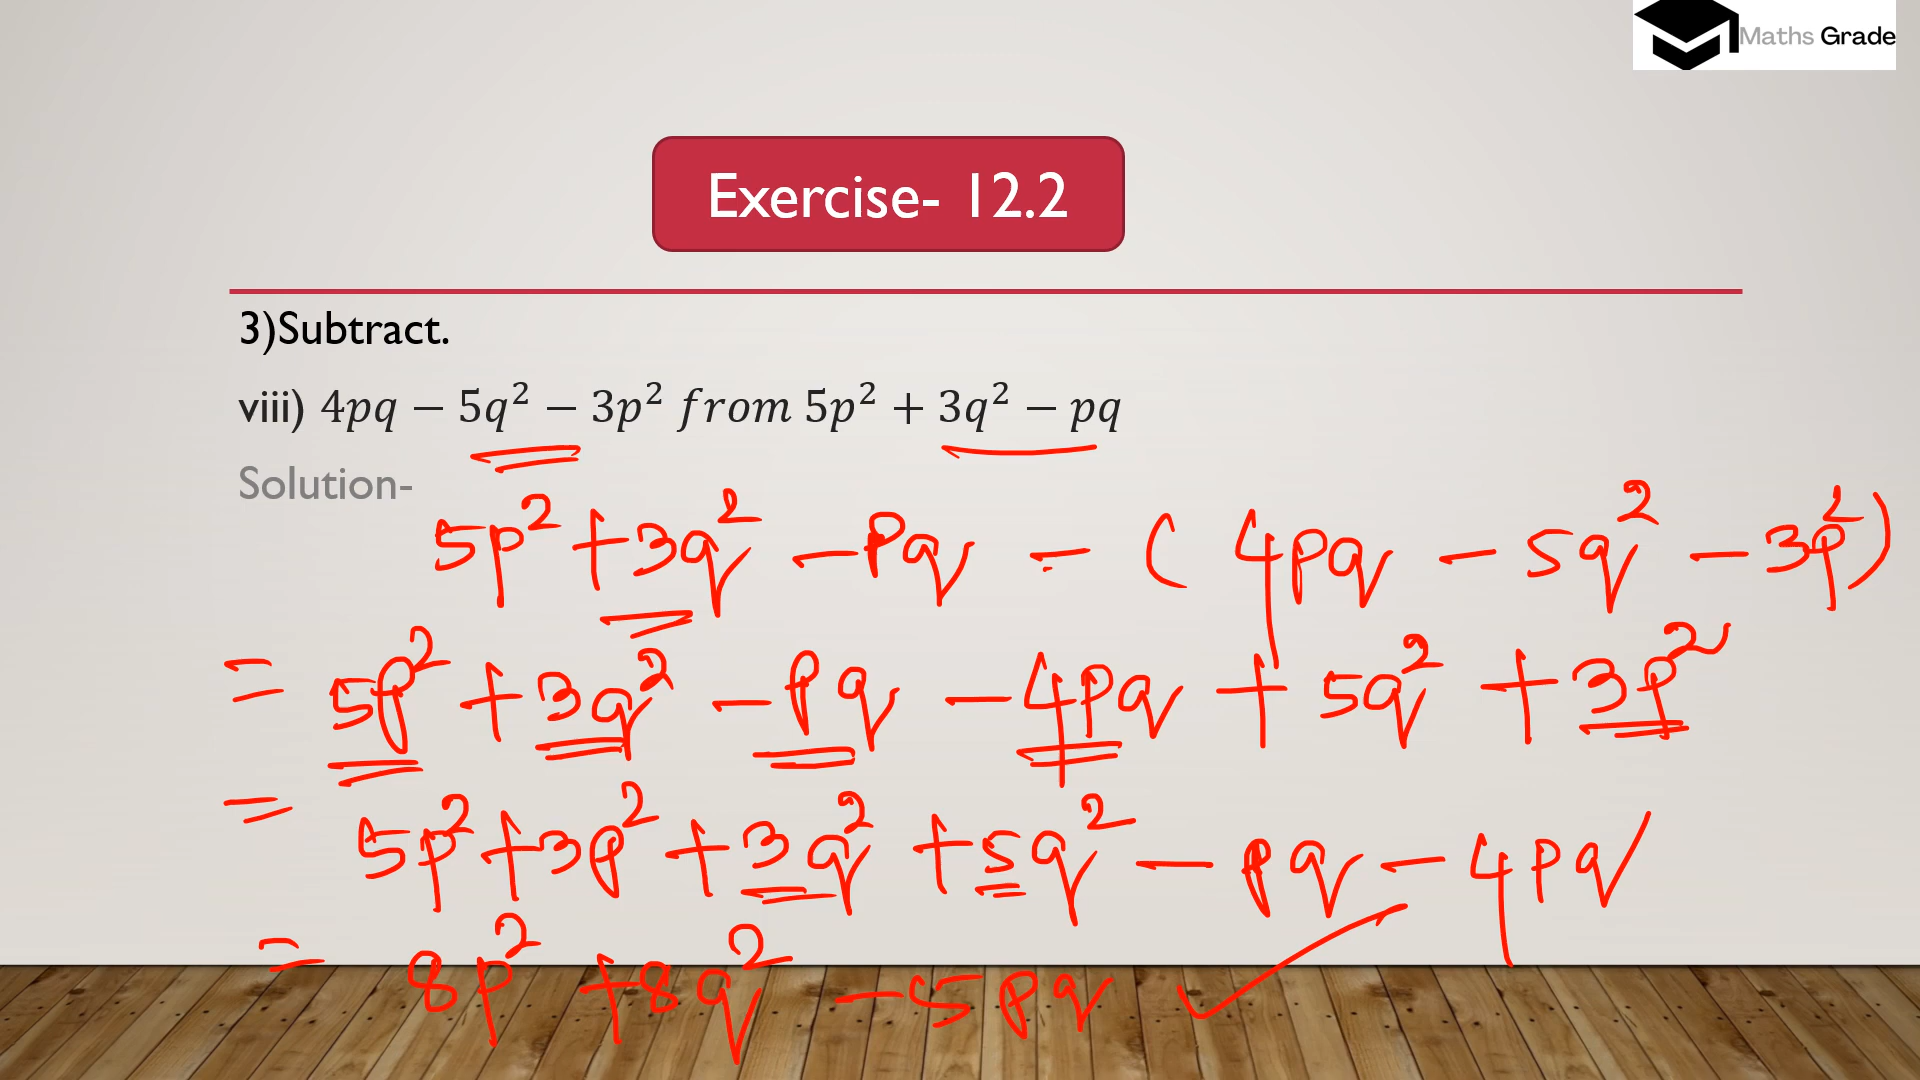 Maths Grade
Exercise- 12.2
3)Subtract.
viii) 4pq − 5q² − 3p² from 5p² + 3q² − pq
Solution-
5p² + 3q² − pq − ( 4pq − 5q² − 3p²)
= 5p² + 3q² − pq − 4pq + 5q² + 3p²
= 5p² + 3p² + 3q² + 5q² − pq − 4pq
= 8p² + 8q² − 5pq